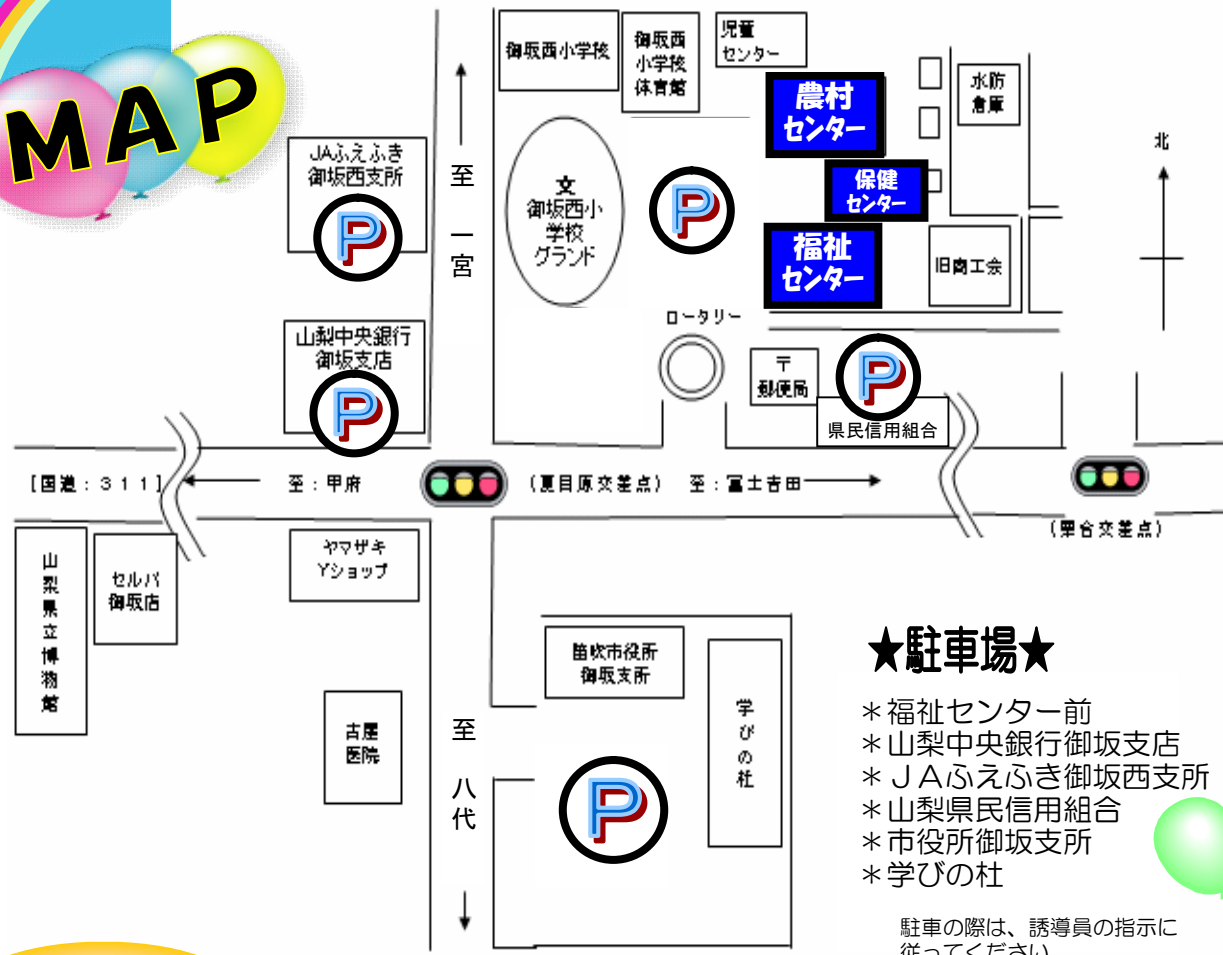 MAP
御坂西小学校
御坂西
小学校
体育館
児童
センター
農村
センター
水防
倉庫
北
JAふえふき
御坂西支所
P
至 一宮
文
御坂西小
学校
グランド
P
保健
センター
福祉
センター
旧商工会
ロータリー
山梨中央銀行
御坂支店
P
〒
郵便局
P
県民信用組合
[国道:311]
至:甲府
(夏目原交差点)
至:富士吉田
(栗合交差点)
山梨県立博物館
セルバ
御坂店
ヤマザキ
Yショップ
古屋
医院
至 八代
笛吹市役所
御坂支所
学びの杜
P
★駐車場★
*福祉センター前
*山梨中央銀行御坂支店
*JAふえふき御坂西支所
*山梨県民信用組合
*市役所御坂支所
*学びの杜
駐車の際は、誘導員の指示に
従ってください